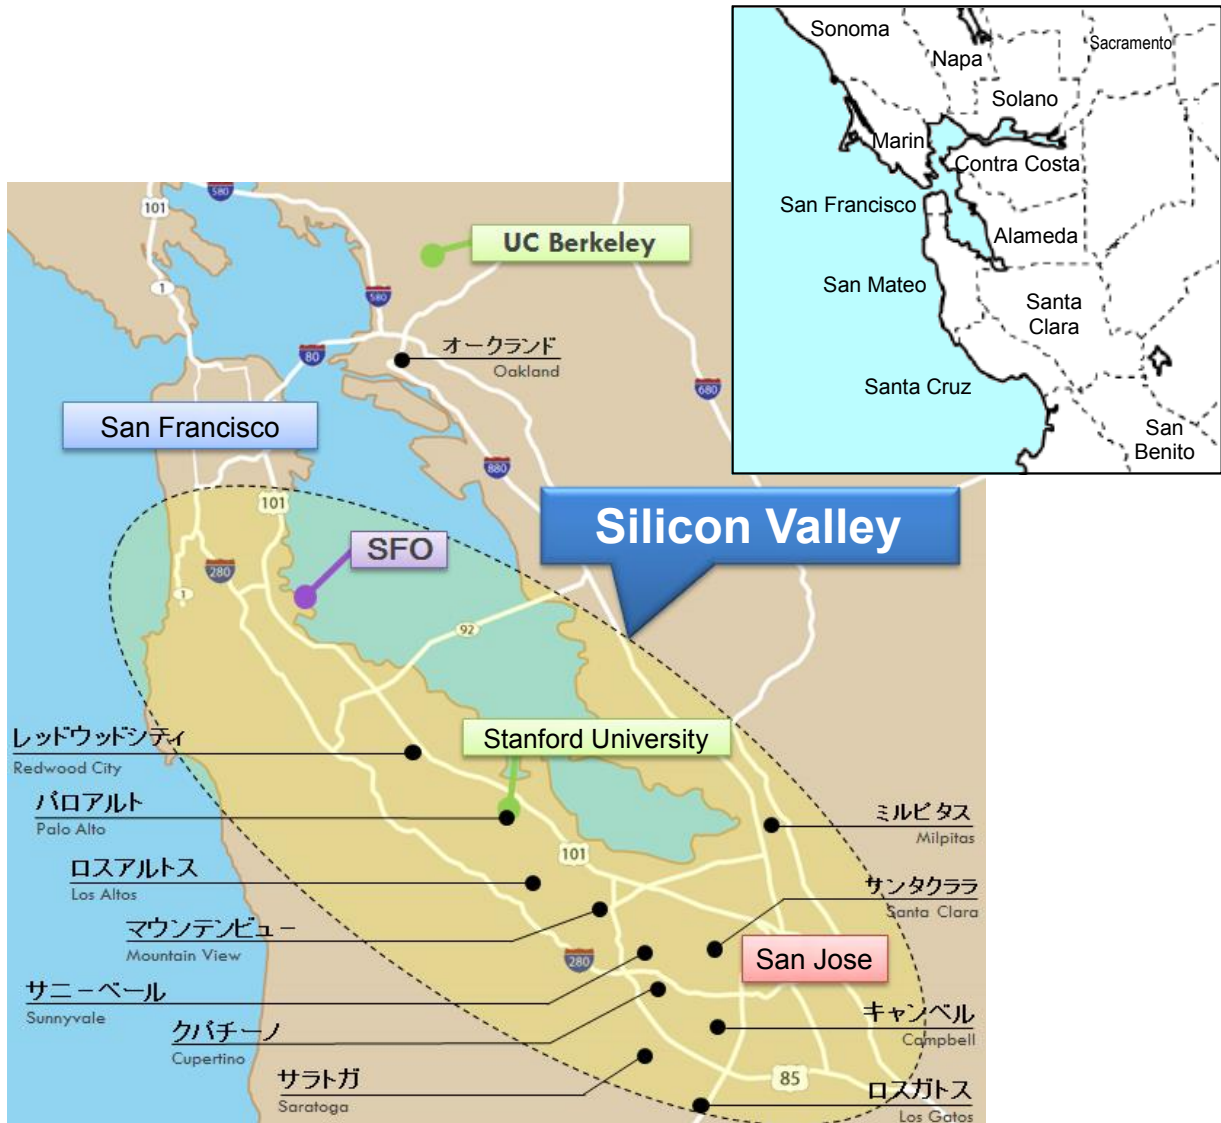 Sonoma
Napa
Sacramento
Solano
Marin
Contra Costa
San Francisco
Alameda
San Mateo
Santa
Clara
Santa Cruz
San
Benito
580
101
UC Berkeley
1
580
80
オークランド
Oakland
680
San Francisco
880
101
Silicon Valley
SFO
280
1
92
レッドウッドシティ
Redwood City
Stanford University
パロアルト
Palo Alto
ミルピタス
Milpitas
101
ロスアルトス
Los Altos
サンタクララ
Santa Clara
マウンテンビュー
Mountain View
280
San Jose
サニーベール
Sunnyvale
キャンベル
Campbell
クパチーノ
Cupertino
サラトガ
Saratoga
85
ロスガトス
Los Gatos